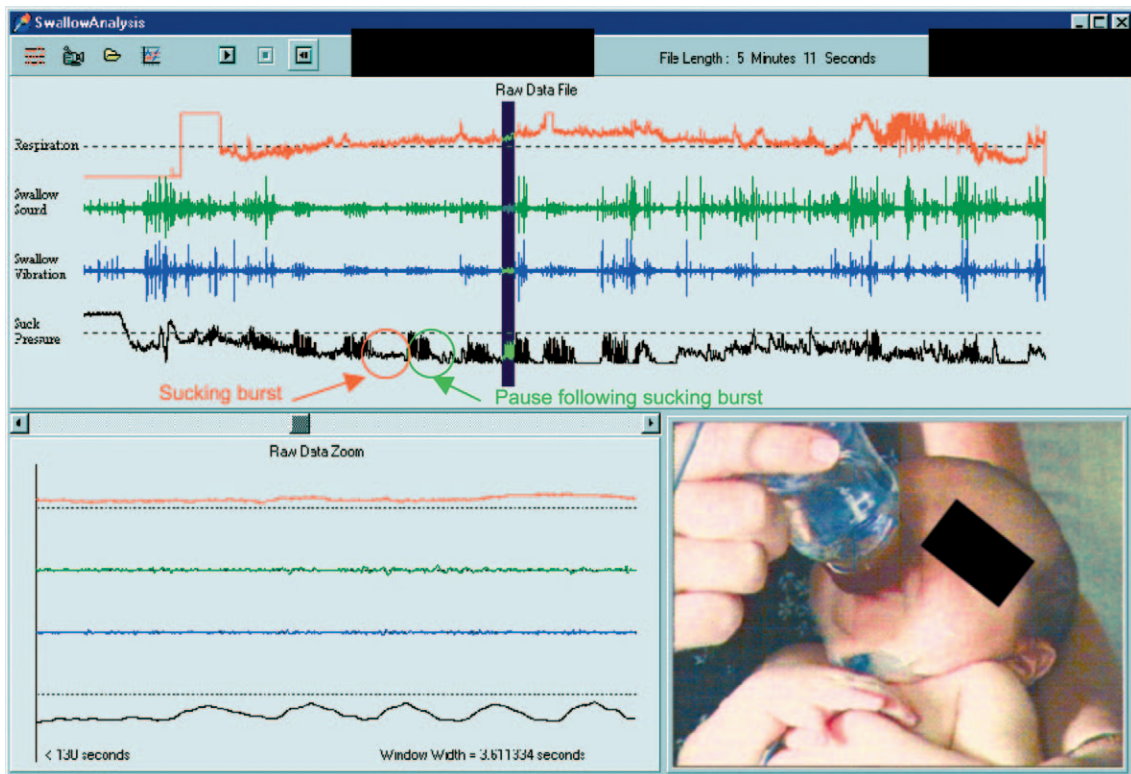 SwallowAnalysis
File Length : 5 Minutes 11 Seconds
Raw Data File
Respiration
Swallow
Sound
Swallow
Vibration
Suck
Pressure
Sucking burst
Pause following sucking burst
Raw Data Zoom
< 130 seconds
Window Width = 3.611334 seconds